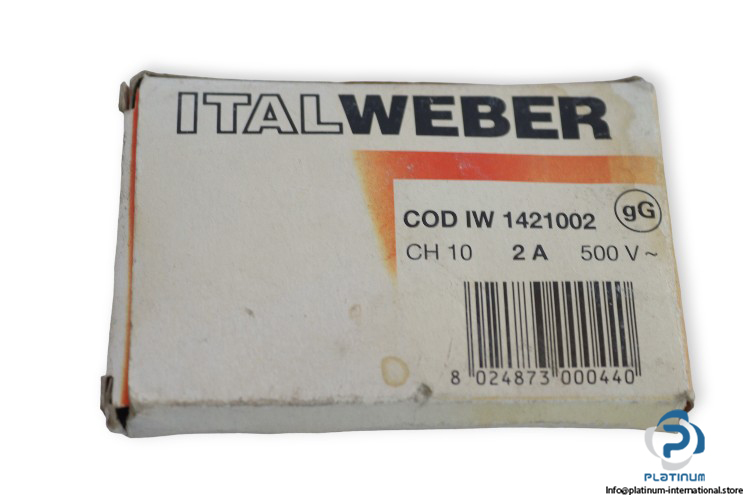 ITALWEBER
COD IW 1421002 gG
CH 10 2 A 500 V ~
8 024873 000440
PLATINUM
Info@platinum-international.store